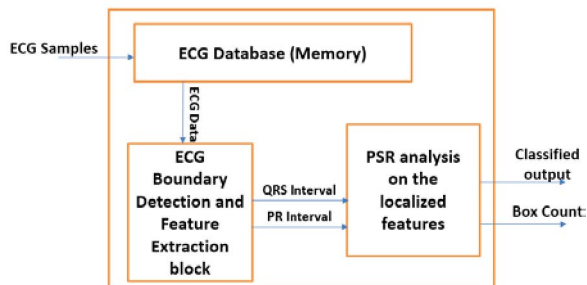 ECG Samples
ECG Database (Memory)
ECG Data
ECG
Boundary
Detection and
Feature
Extraction
block
QRS Interval
PR Interval
PSR analysis
on the
localized
features
Classified
output
Box Count: